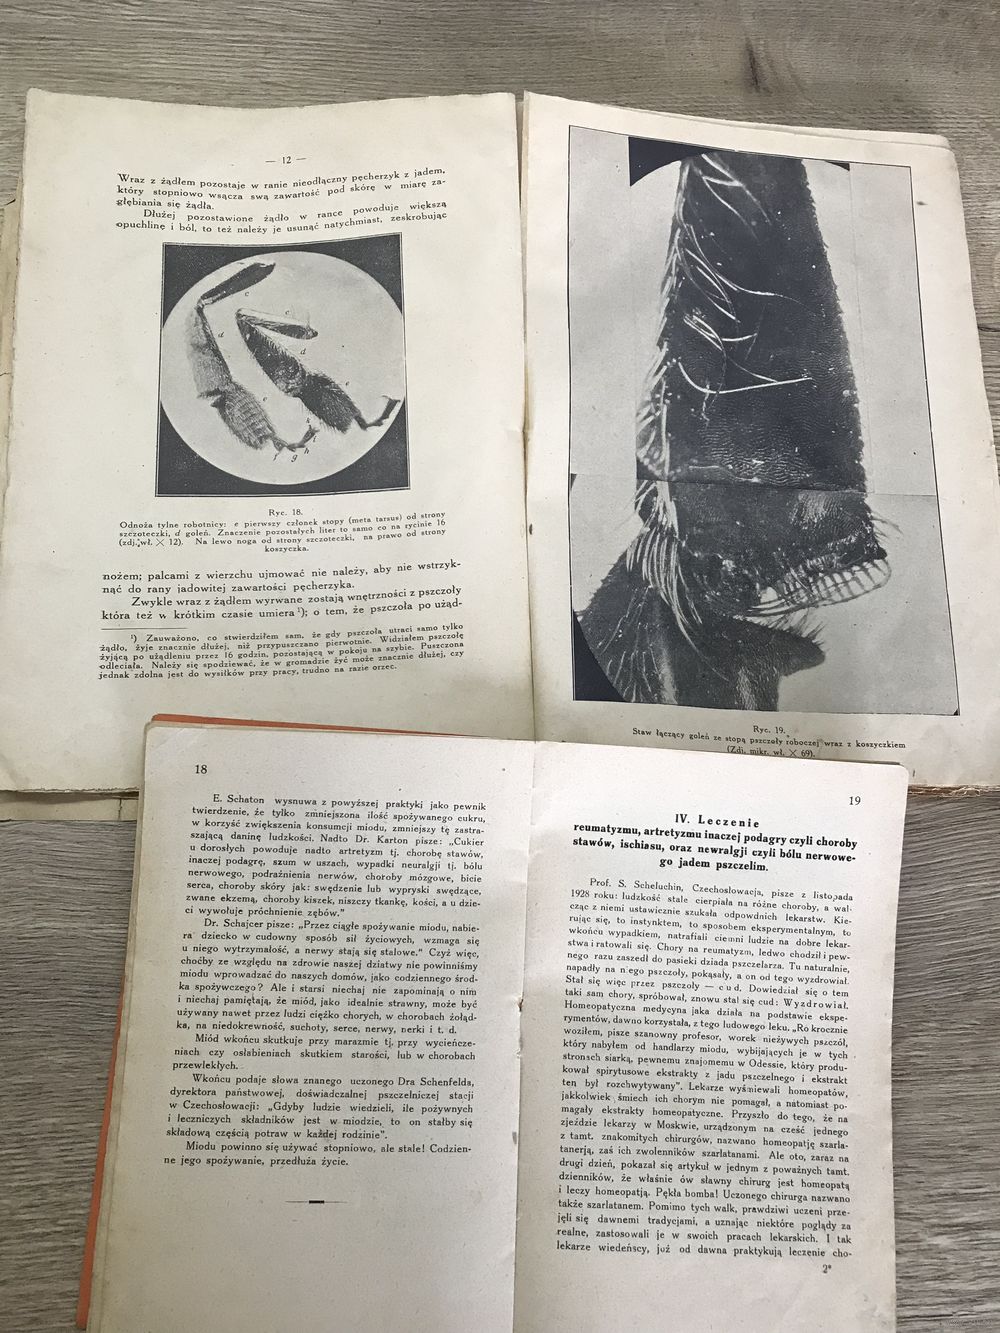 — 12 —
Wraz z żądłem pozostaje w ranie nieodłączny pęcherzyk z jadem,
który stopniowo wsącza swą zawartość pod skórę w miarę za-
głębiania się żądła.
Dłużej pozostawione żądło w rance powoduje większą
opuchlinę i ból, to też należy je usunąć natychmiast, zeskrobując
c
c
d
d
e
e
f
g
h
Ryc. 18.
Odnoża tylne robotnicy: e pierwszy członek stopy (meta tarsus) od strony
szczoteczki, d goleń. Znaczenie pozostałych liter to samo co na rycinie 16
(zdj. wł. × 12). Na lewo noga od strony szczoteczki, na prawo od strony
koszyczka.
nożem; palcami z wierzchu ujmować nie należy, aby nie wstrzyk-
nąć do rany jadowitej zawartości pęcherzyka.
Zwykle wraz z żądłem wyrwane zostają wnętrzności z pszczoły
która też w krótkim czasie umiera ¹); o tem, że pszczoła po użąd-
¹) Zauważono, co stwierdziłem sam, że gdy pszczoła utraci samo tylko
żądło, żyje znacznie dłużej, niż przypuszczano pierwotnie. Widziałem pszczołę
żyjącą po użądleniu przez 16 godzin, pozostającą w pokoju na szybie. Puszczona
odleciała. Należy się spodziewać, że w gromadzie żyć może znacznie dłużej, czy
jednak zdolna jest do wysiłków przy pracy, trudno na razie orzec.
Ryc. 19.
Staw łączący goleń ze stopą pszczoły roboczej wraz z koszyczkiem
(Zdj. mikr. wł. × 69).
18
E. Schaton wysnuwa z powyższej praktyki jako pewnik
twierdzenie, że tylko zmniejszona ilość spożywanego cukru,
w korzyść zwiększenia konsumcji miodu, zmniejszy tę zastra-
szającą daninę ludzkości. Nadto Dr. Karton pisze: „Cukier
u dorosłych powoduje nadto artretyzm tj. chorobę stawów,
inaczej podagrę, szum w uszach, wypadki neuralgji tj. bólu
nerwowego, podraźnienia nerwów, choroby mózgowe, bicie
serca, choroby skóry jak: swędzenie lub wypryski swędzące,
zwane ekzemą, choroby kiszek, niszczy tkankę, kości, a u dzie-
ci wywołuje próchnienie zębów."
Dr. Schajcer pisze: „Przez ciągłe spożywanie miodu, nabie-
ra dziecko w cudowny sposób sił życiowych, wzmaga się
u niego wytrzymałość, a nerwy stają się stalowe." Czyż więc,
choćby ze względu na zdrowie naszej dziatwy nie powinniśmy
miodu wprowadzać do naszych domów, jako codziennego środ-
ka spożywczego? Ale i starsi niechaj nie zapominają o nim
i niechaj pamiętają, że miód, jako idealnie strawny, może być
używany nawet przez ludzi ciężko chorych, w chorobach żołąd-
ka, na niedokrewność, suchoty, serce, nerwy, nerki i t. d.
Miód wkońcu skutkuje przy marazmie tj. przy wycieńcze-
niach czy osłabieniach skutkiem starości, lub w chorobach
przewlekłych.
Wkońcu podaje słowa znanego uczonego Dra Schenfelda,
dyrektora państwowej, doświadczalnej pszczelniczej stacji
w Czechosłowacji: „Gdyby ludzie wiedzieli, ile pożywnych
i leczniczych składników jest w miodzie, to on stałby się
składową częścią potraw w każdej rodzinie".
Miodu powinno się używać stopniowo, ale stale! Codzien-
ne jego spożywanie, przedłuża życie.
19
IV. Leczenie
reumatyzmu, artretyzmu inaczej podagry czyli choroby
stawów, ischiasu, oraz newralgji czyli bólu nerwowe-
go jadem pszczelim.
Prof. S. Scheluchin, Czechosłowacja, pisze z listopada
1928 roku: ludzkość stale cierpiała na różne choroby, a wal-
cząc z niemi ustawicznie szukała odpowdnich lekarstw. Kie-
rując się, to instynktem, to sposobem eksperymentalnym, to
wkońcu wypadkiem, natrafiali ciemni ludzie na dobre lekar-
stwa i ratowali się. Chory na reumatyzm, ledwo chodził i pew-
nego razu zaszedł do pasieki dziada pszczelarza. Tu naturalnie,
napadły na niego pszczoły, pokąsały, a on od tego wyzdrowiał.
Stał się więc przez pszczoły — cud. Dowiedział się o tem
taki sam chory, spróbował, znowu stał się cud: Wyzdrowiał.
Homeopatyczna medycyna jaka działa na podstawie ekspe-
rymentów, dawno korzystała, z tego ludowego leku. „Ro krocznie
woziłem, pisze szanowny profesor, worek nieżywych pszczół,
który nabyłem od handlarzy miodu, wybijających je w tych
stronach siarką, pewnemu znajomemu w Odessie, który produ-
kował spirytusowe ekstrakty z jadu pszczelnego i ekstrakt
ten był rozchwytywany". Lekarze wyśmiewali homeopatów,
jakkolwiek śmiech ich chorym nie pomagał, a natomiast po-
magały ekstrakty homeopatyczne. Przyszło do tego, że na
zjeździe lekarzy w Moskwie, urządzonym na cześć jednego
z tamt. znakomitych chirurgów, nazwano homeopatję szarla-
tanerją, zaś ich zwolenników szarlatanami. Ale oto, zaraz na
drugi dzień, pokazał się artykuł w jednym z poważnych tamt.
dzienników, że właśnie ów sławny chirurg jest homeopatą
i leczy homeopatją. Pękła bomba! Uczonego chirurga nazwano
także szarlatanem. Pomimo tych walk, prawdziwi uczeni prze-
jęli się dawnemi tradycjami, a uznając niektóre poglądy za
realne, zastosowali je w swoich pracach lekarskich. I tak
lekarze wiedeńscy, już od dawna praktykują leczenie cho-
2*